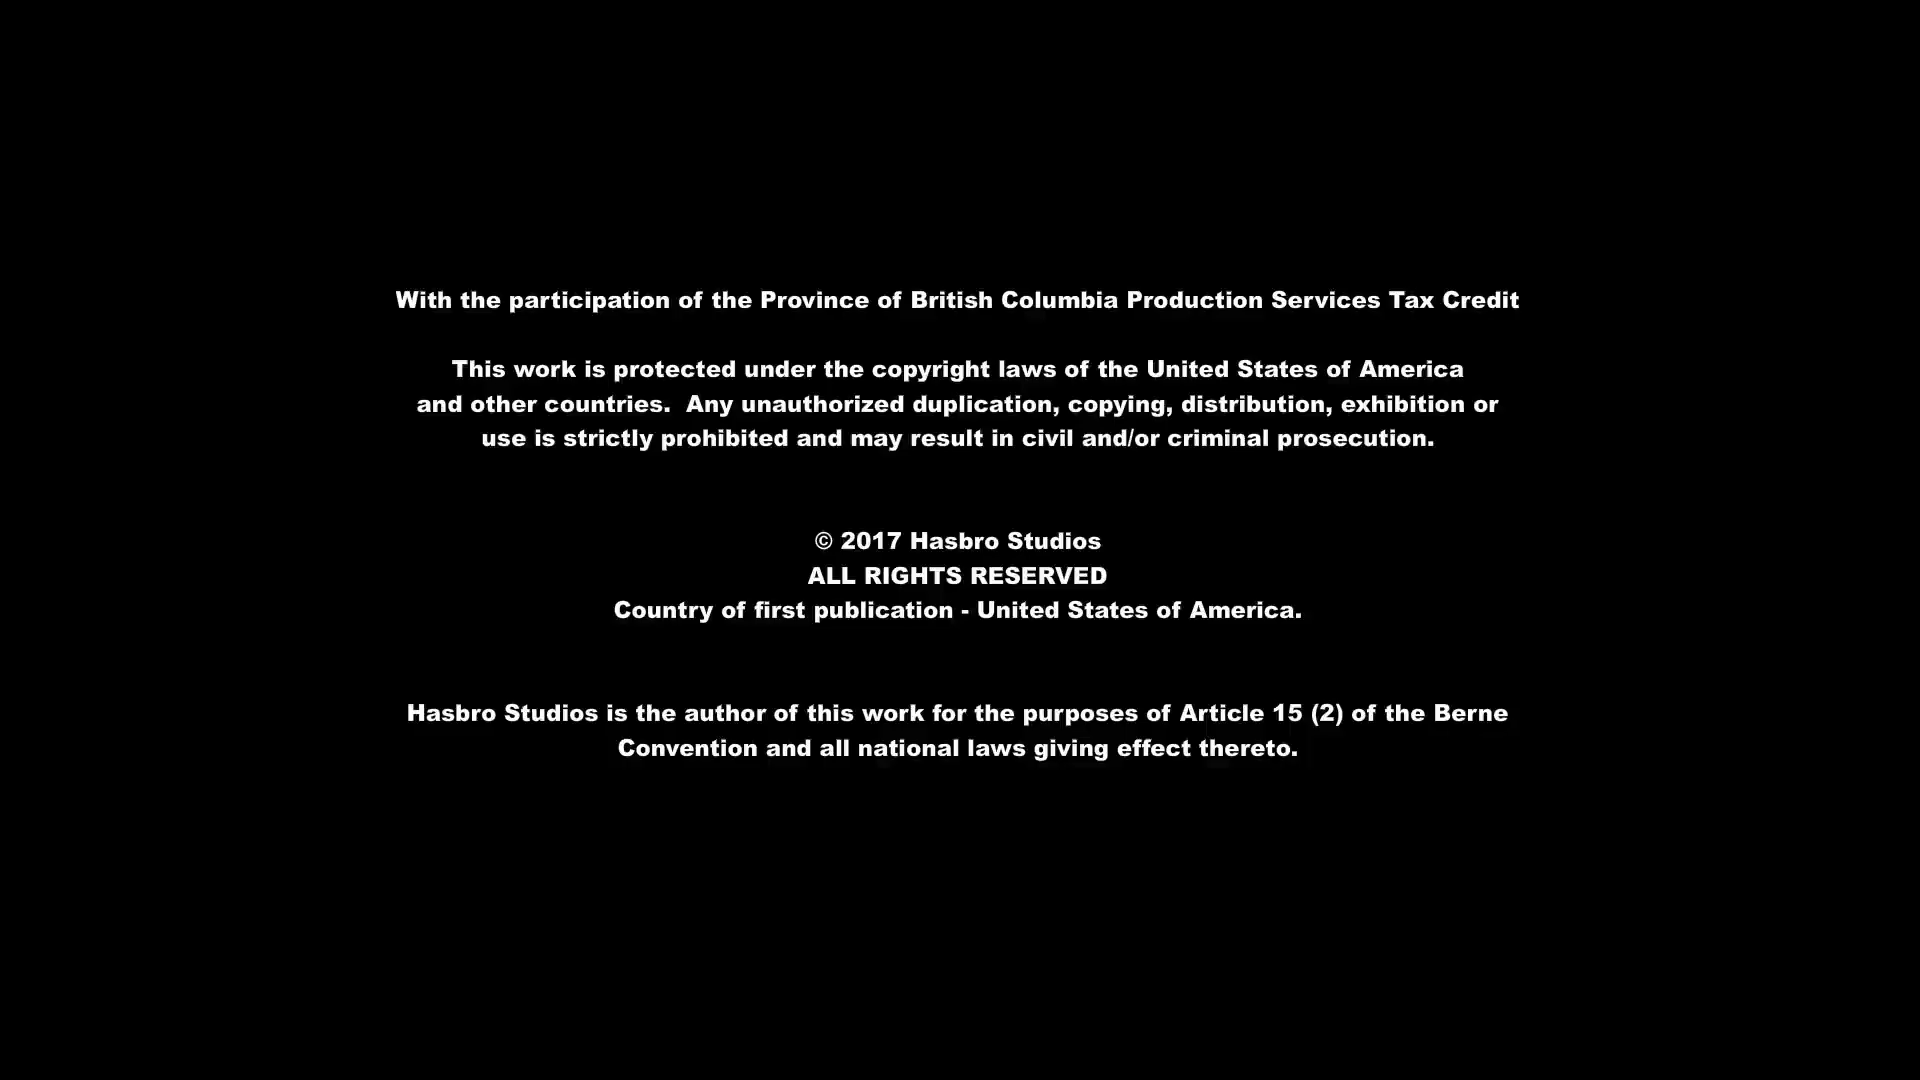 With the participation of the Province of British Columbia Production Services Tax Credit
This work is protected under the copyright laws of the United States of America
and other countries.  Any unauthorized duplication, copying, distribution, exhibition or
use is strictly prohibited and may result in civil and/or criminal prosecution.
© 2017 Hasbro Studios
ALL RIGHTS RESERVED
Country of first publication - United States of America.
Hasbro Studios is the author of this work for the purposes of Article 15 (2) of the Berne
Convention and all national laws giving effect thereto.